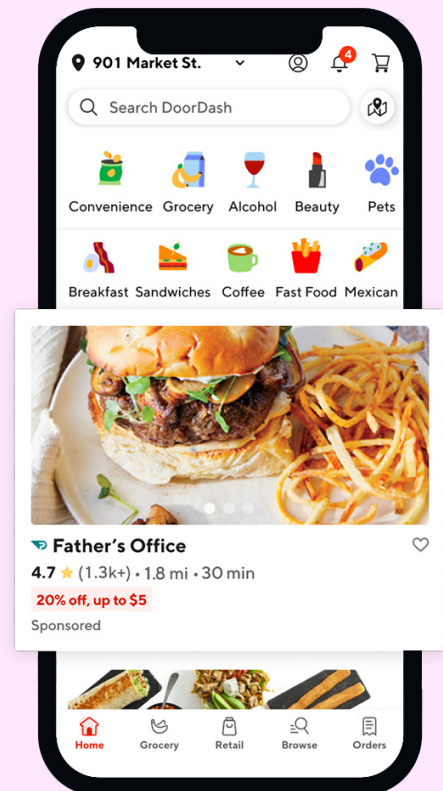 901 Market St.
4
Search DoorDash
Convenience Grocery Alcohol Beauty Pets
Breakfast Sandwiches Coffee Fast Food Mexican
Father's Office
4.7 (1.3k+) • 1.8 mi • 30 min
20% off, up to $5
Sponsored
Home Grocery Retail Browse Orders